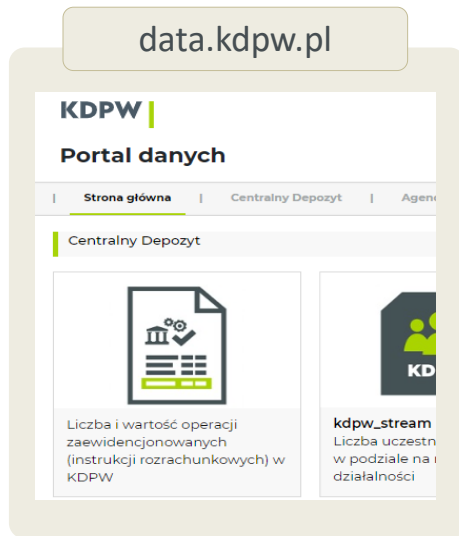 data.kdpw.pl
KDPW
Portal danych
| Strona główna | Centralny Depozyt |
Centralny Depozyt
Liczba i wartość operacji
zaewidencjonowanych
(instrukcji rozrachunkowych) w
KDPW
kdpw_stream
Liczba
w podziale na
działalności